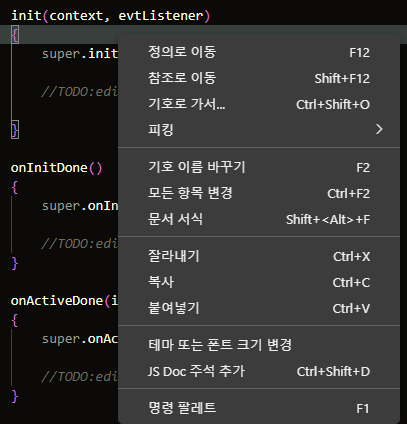 init(context, evtListener)
{
super.init
정의로 이동 F12
참조로 이동 Shift+F12
//TODO:edi
기호로 가서... Ctrl+Shift+O
}
피킹
기호 이름 바꾸기 F2
onInitDone()
{
모든 항목 변경 Ctrl+F2
super.onIn
문서 서식 Shift+<Alt>+F
//TODO:edi
잘라내기 Ctrl+X
}
복사 Ctrl+C
onActiveDone(i
붙여넣기 Ctrl+V
{
super.onAc
테마 또는 폰트 크기 변경
//TODO:edi
JS Doc 주석 추가 Ctrl+Shift+D
}
명령 팔레트 F1